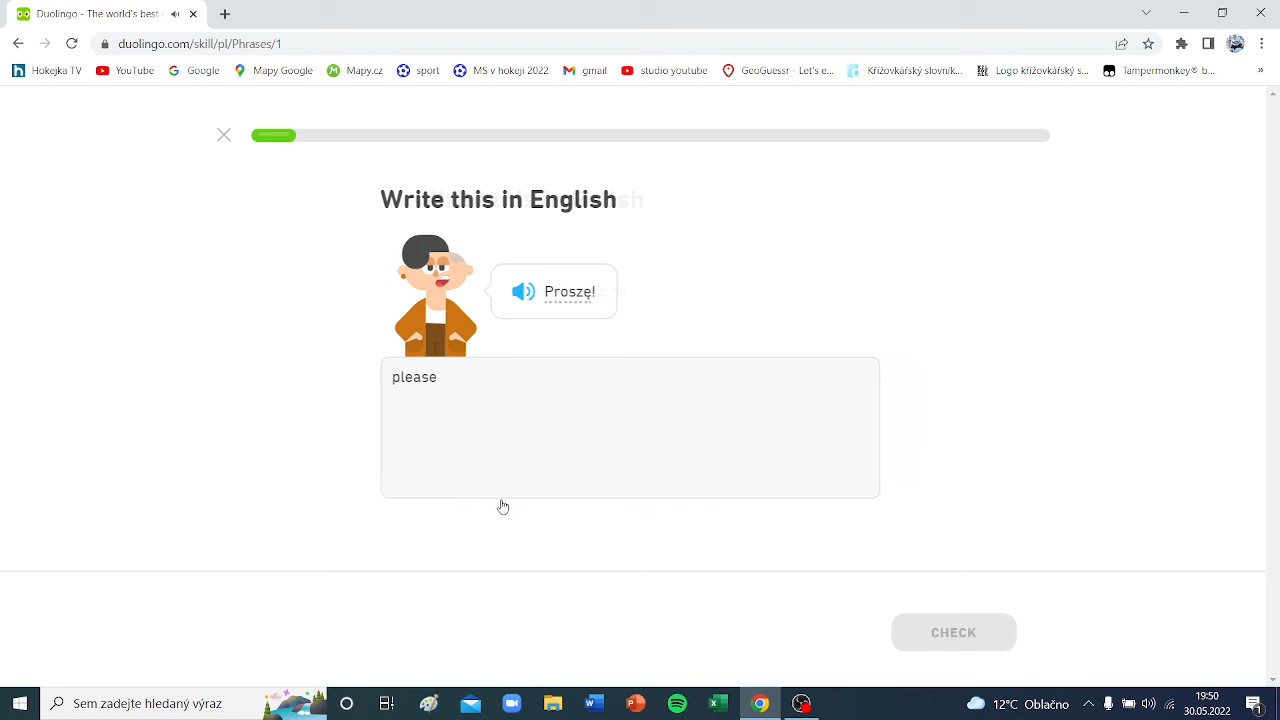 Duolingo - The world's best
duolingo.com/skill/pl/Phrases/1
Hokejka TV YouTube Google Mapy Google Mapy.cz sport MS v hokeji 2022 gmail studio youtube GeoGuessr - Let's e... Křížovkářský slovník... Logo křížovkářský s... Tampermonkey® b... »
Write this in English
Proszę!
please
CHECK
Sem zadejte hledaný výraz
12°C Oblačno
19:50
30.05.2022